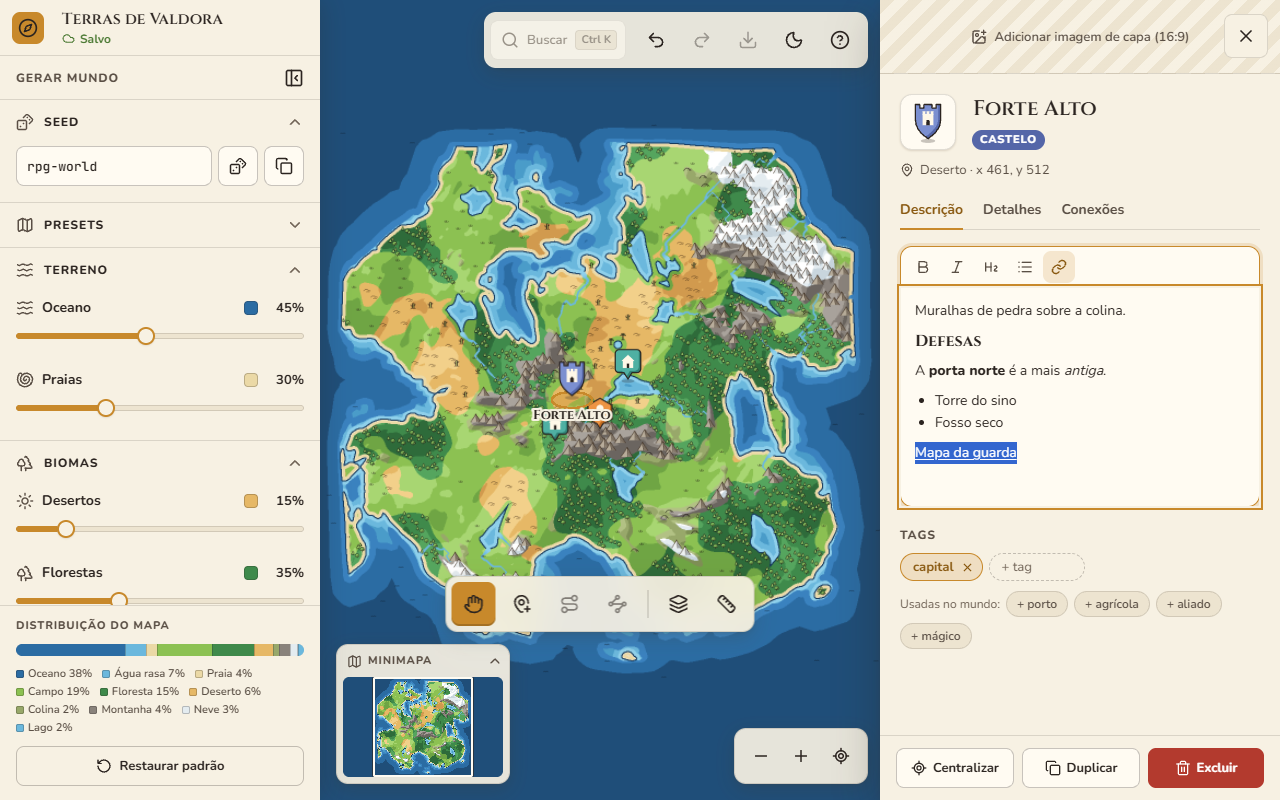 Terras de Valdora
Salvo
GERAR MUNDO
SEED
rpg-world
PRESETS
TERRENO
Oceano 45%
Praias 30%
BIOMAS
Desertos 15%
Florestas 35%
DISTRIBUIÇÃO DO MAPA
Oceano 38% Água rasa 7% Praia 4%
Campo 19% Floresta 15% Deserto 6%
Colina 2% Montanha 4% Neve 3%
Lago 2%
Restaurar padrão
Buscar Ctrl K
Forte Alto
MINIMAPA
Adicionar imagem de capa (16:9)
Forte Alto
CASTELO
Deserto · x 461, y 512
Descrição Detalhes Conexões
B I H2
Muralhas de pedra sobre a colina.
Defesas
A porta norte é a mais antiga.
Torre do sino
Fosso seco
Mapa da guarda
TAGS
capital + tag
Usadas no mundo: + porto + agrícola + aliado
+ mágico
Centralizar Duplicar Excluir